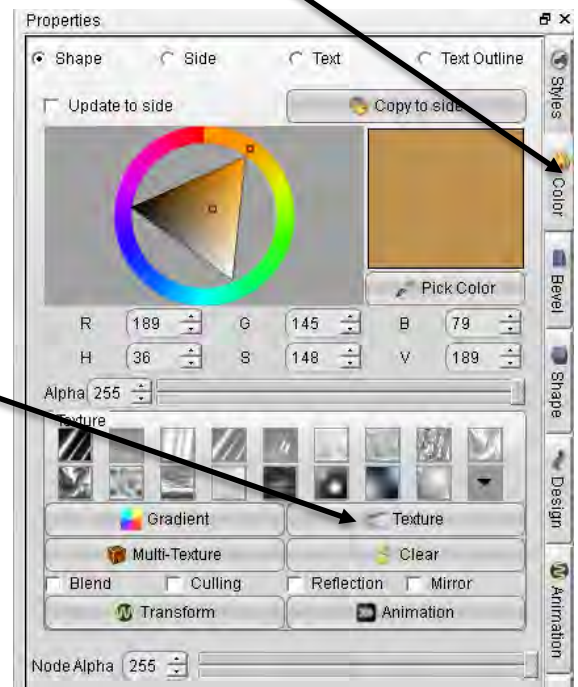 Properties
Shape Side Text Text Outline
Update to side Copy to side
Pick Color
R 189 G 145 B 79
H 36 S 148 V 189
Alpha 255
Texture
Gradient Texture
Multi-Texture Clear
Blend Culling Reflection Mirror
Transform Animation
Node Alpha 255
Styles
Color
Bevel
Shape
Design
Animation